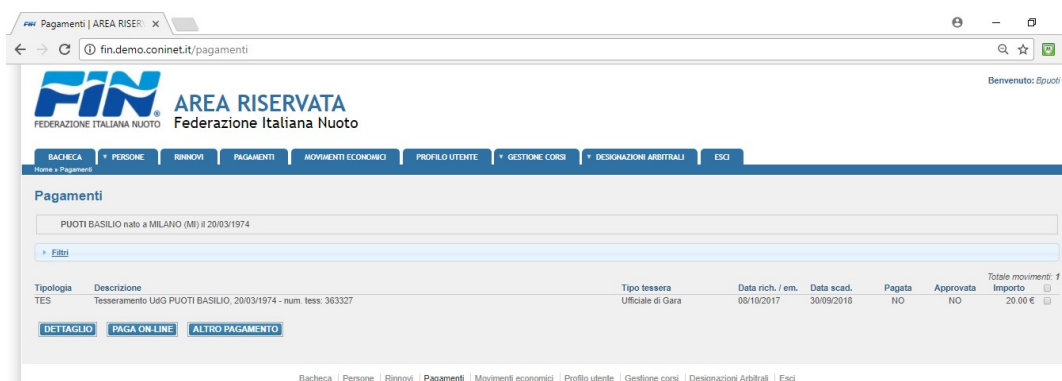 FIN Pagamenti | AREA RISER
fin.demo.coninet.it/pagamenti
FIN
FEDERAZIONE ITALIANA NUOTO
AREA RISERVATA
Federazione Italiana Nuoto
Benvenuto: Bpuoti
BACHECA PERSONE RINNOVI PAGAMENTI MOVIMENTI ECONOMICI PROFILO UTENTE GESTIONE CORSI DESIGNAZIONI ARBITRALI ESCI
Home » Pagamenti
Pagamenti
PUOTI BASILIO nato a MILANO (MI) il 20/03/1974
Filtri
Totale movimenti: 1
Tipologia Descrizione Tipo tessera Data rich. / em. Data scad. Pagata Approvata Importo
TES Tesseramento UdG PUOTI BASILIO, 20/03/1974 - num. tess: 363327 Ufficiale di Gara 08/10/2017 30/09/2018 NO NO 20.00 €
DETTAGLIO PAGA ON-LINE ALTRO PAGAMENTO
Bacheca | Persone | Rinnovi | Pagamenti | Movimenti economici | Profilo utente | Gestione corsi | Designazioni Arbitrali | Esci